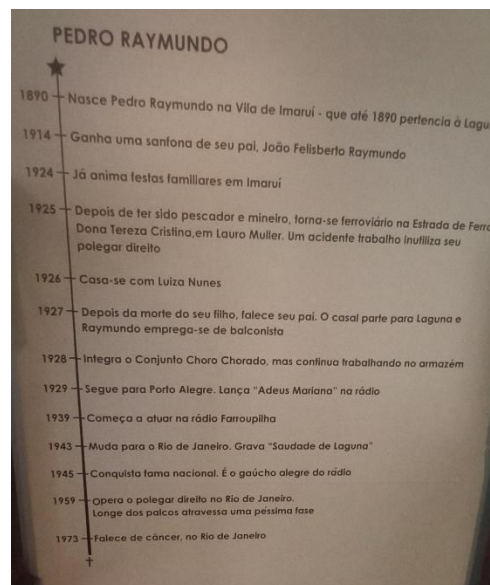 PEDRO RAYMUNDO
1890 Nasce Pedro Raymundo na Vila de Imaruí - que até 1890 pertencia à
1914 Ganha uma sanfona de seu pai, João Felisberto Raymundo
1924 Já anima festas familiares em Imaruí
1925 Depois de ter sido pescador e mineiro, torna-se ferroviário na Estrada de
Dona Tereza Cristina,em Lauro Muller. Um acidente trabalho inutiliza seu
polegar direito
1926 Casa-se com Luiza Nunes
1927 Depois da morte do seu filho, falece seu pai. O casal parte para Laguna e
Raymundo emprega-se de balconista
1928 Integra o Conjunto Choro Chorado, mas continua trabalhando no armazém
1929 Segue para Porto Alegre. Lança "Adeus Mariana" na rádio
1939 Começa a atuar na rádio Farroupilha
1943 Muda para o Rio de Janeiro. Grava "Saudade de Laguna"
1945 Conquista fama nacional. É o gaúcho alegre do rádio
1959 Opera o polegar direito no Rio de Janeiro.
Longe dos palcos atravessa uma péssima fase
1973 Falece de câncer, no Rio de Janeiro